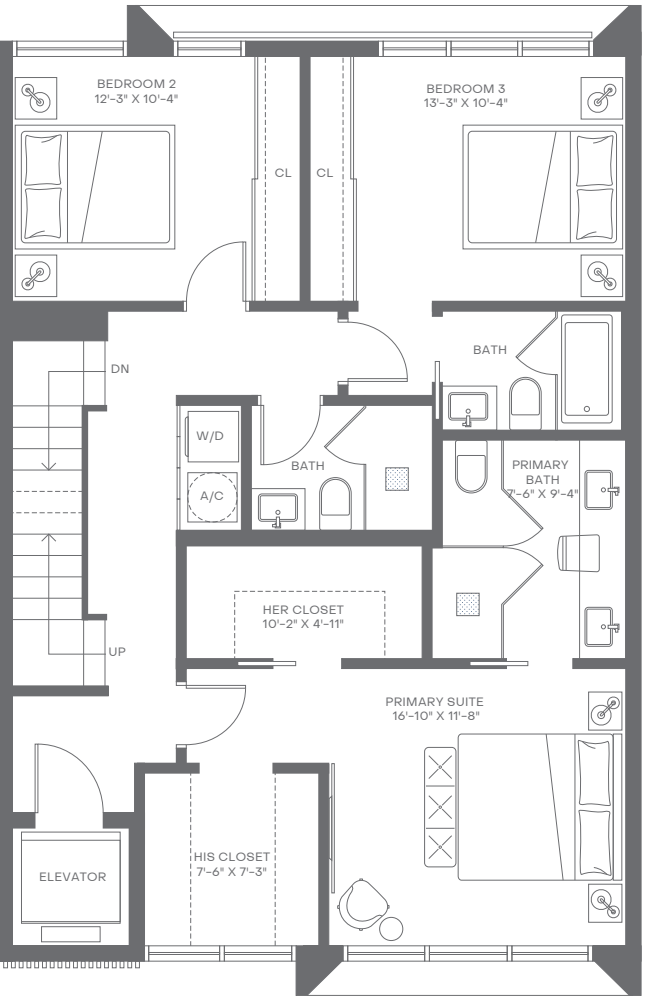 BEDROOM 2
12'-3" X 10'-4"
BEDROOM 3
13'-3" X 10'-4"
CL
CL
BATH
DN
W/D
A/C
BATH
PRIMARY
BATH
7'-6" X 9'-4"
HER CLOSET
10'-2" X 4'-11"
UP
PRIMARY SUITE
16'-10" X 11'-8"
HIS CLOSET
7'-6" X 7'-3"
ELEVATOR